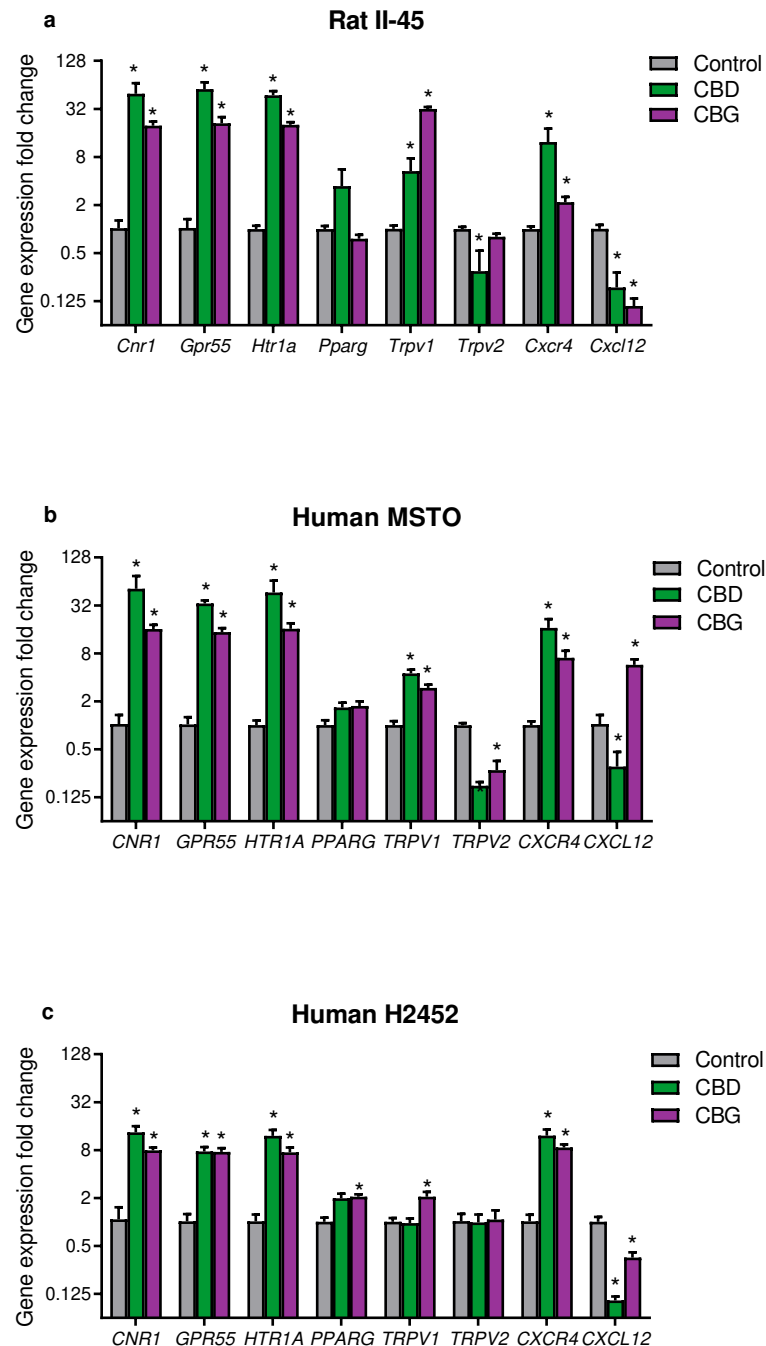 a
Rat II-45
Gene expression fold change
128
32
8
2
0.5
0.125
* * * * * * * * * * * * *
Cnr1 Gpr55 Htr1a Pparg Trpv1 Trpv2 Cxcr4 Cxcl12
Control
CBD
CBG
b
Human MSTO
Gene expression fold change
128
32
8
2
0.5
0.125
* * * * * * * * * * * * * *
CNR1 GPR55 HTR1A PPARG TRPV1 TRPV2 CXCR4 CXCL12
Control
CBD
CBG
c
Human H2452
Gene expression fold change
128
32
8
2
0.5
0.125
* * * * * * * * * * * *
CNR1 GPR55 HTR1A PPARG TRPV1 TRPV2 CXCR4 CXCL12
Control
CBD
CBG